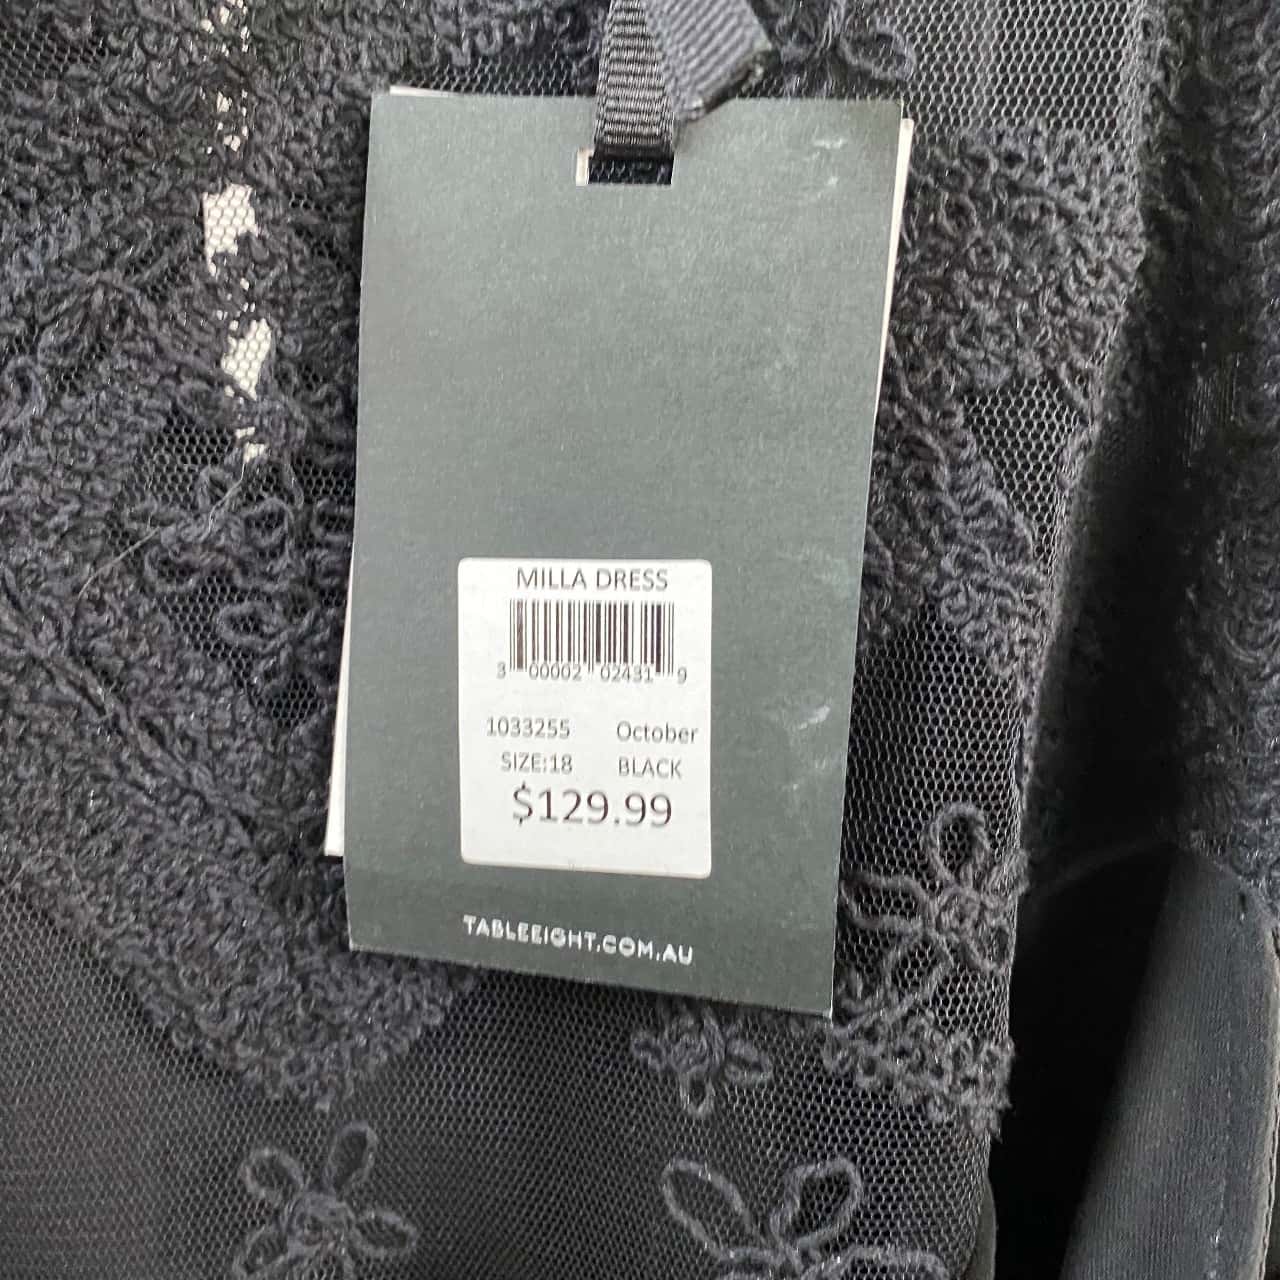 MILLA DRESS
3 00002 02431 9
1033255 October
SIZE:18 BLACK
$129.99
TABLEEIGHT.COM.AU